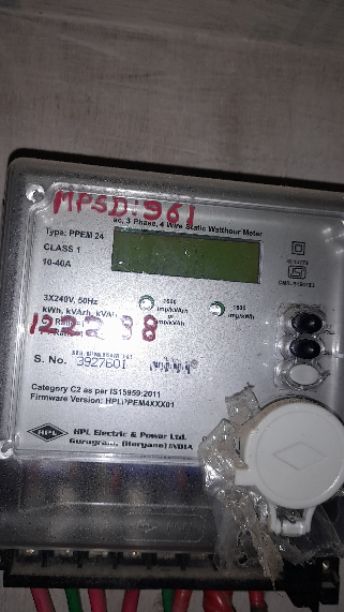 MPSD:961
ac, 3 Phase, 4 Wire Static Watthour Meter
Type: PPEM 24
CLASS 1
10-40A
3X240V, 50Hz
kWh, kVArh, kVAh
122238
S. No. 3927601
Category C2 as per IS15959:2011
Firmware Version: HPLIPPEM4XXX01
HPL
HPL Electric & Power Ltd.
Gurugram, (Haryana) INDIA